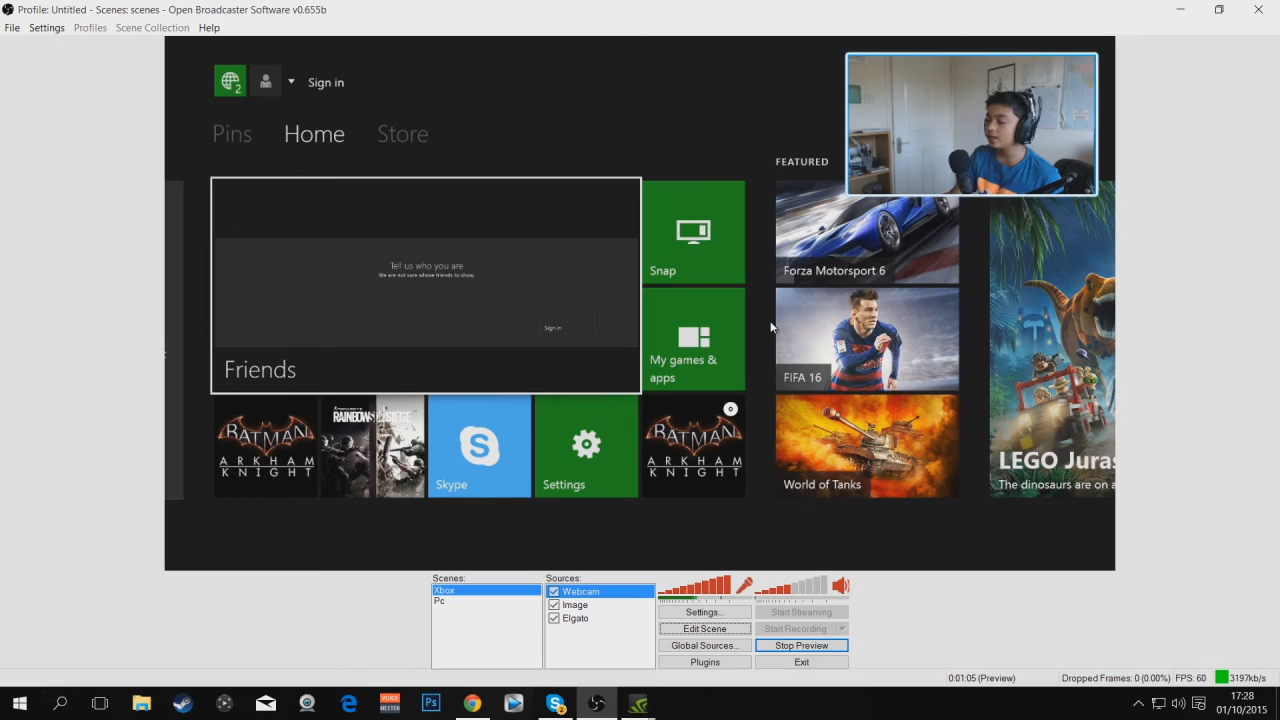 Profile: Untitled - Scenes: scenes - Open Broadcaster Software v0.655b
File Settings Profiles Scene Collection Help
2
Sign in
Pins Home Store
FEATURED
Tell us who you are
We are not sure whose friends to show.
Sign in
Friends
Snap
My games &
apps
Forza Motorsport 6
FIFA 16
World of Tanks
LEGO Juras
The dinosaurs are on a
BATMAN
ARKHAM
KNIGHT
RAINBOW SIEGE
S
Skype
Settings
BATMAN
ARKHAM
KNIGHT
Scenes:
Xbox
Pc
Sources:
Webcam
Image
Elgato
Settings...
Start Streaming
Edit Scene
Start Recording
Global Sources...
Stop Preview
Plugins
Exit
0:01:05 (Preview)
Dropped Frames: 0 (0.00%)
FPS: 60
3197kb/s
VOICE
MEETER
Ps
S
2
17:28
01/10/2015